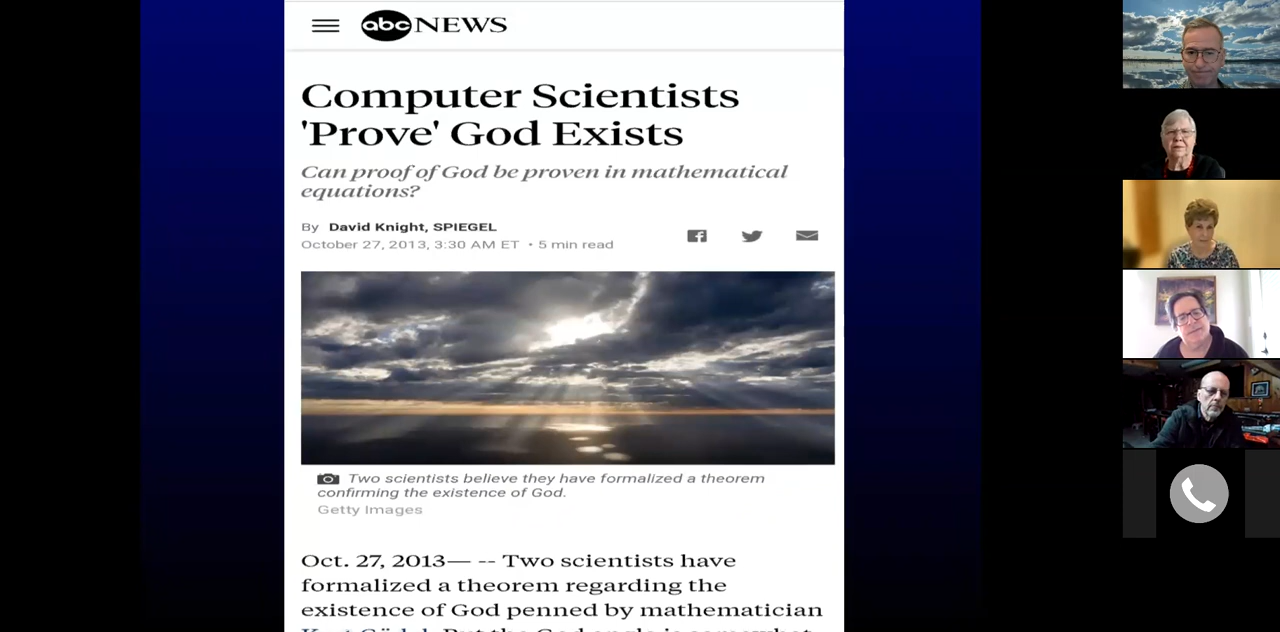 abc NEWS
Computer Scientists
'Prove' God Exists
Can proof of God be proven in mathematical
equations?
By David Knight, SPIEGEL
October 27, 2013, 3:30 AM ET • 5 min read
Two scientists believe they have formalized a theorem
confirming the existence of God.
Getty Images
Oct. 27, 2013— -- Two scientists have
formalized a theorem regarding the
existence of God penned by mathematician